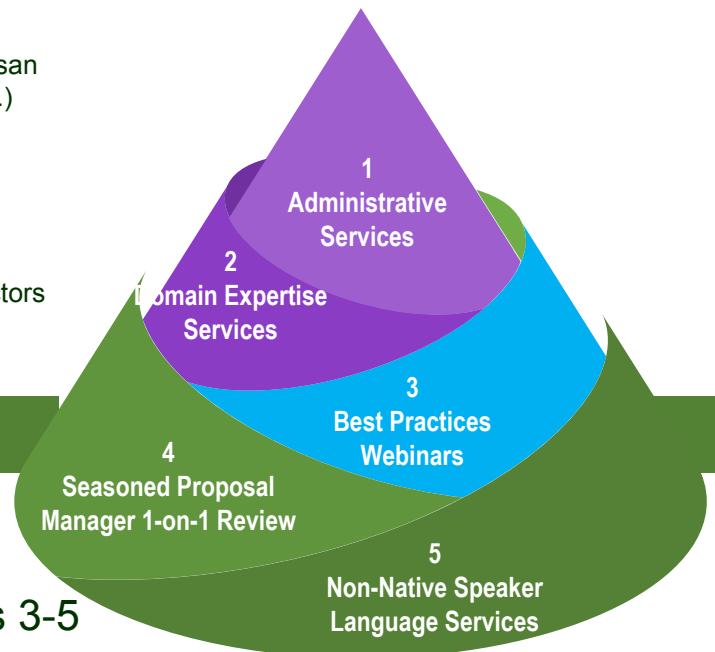 san
.)
1
Administrative
Services
2
Domain Expertise
Services
ctors
3
Best Practices
Webinars
4
Seasoned Proposal
Manager 1-on-1 Review
5
Non-Native Speaker
Language Services
s 3-5